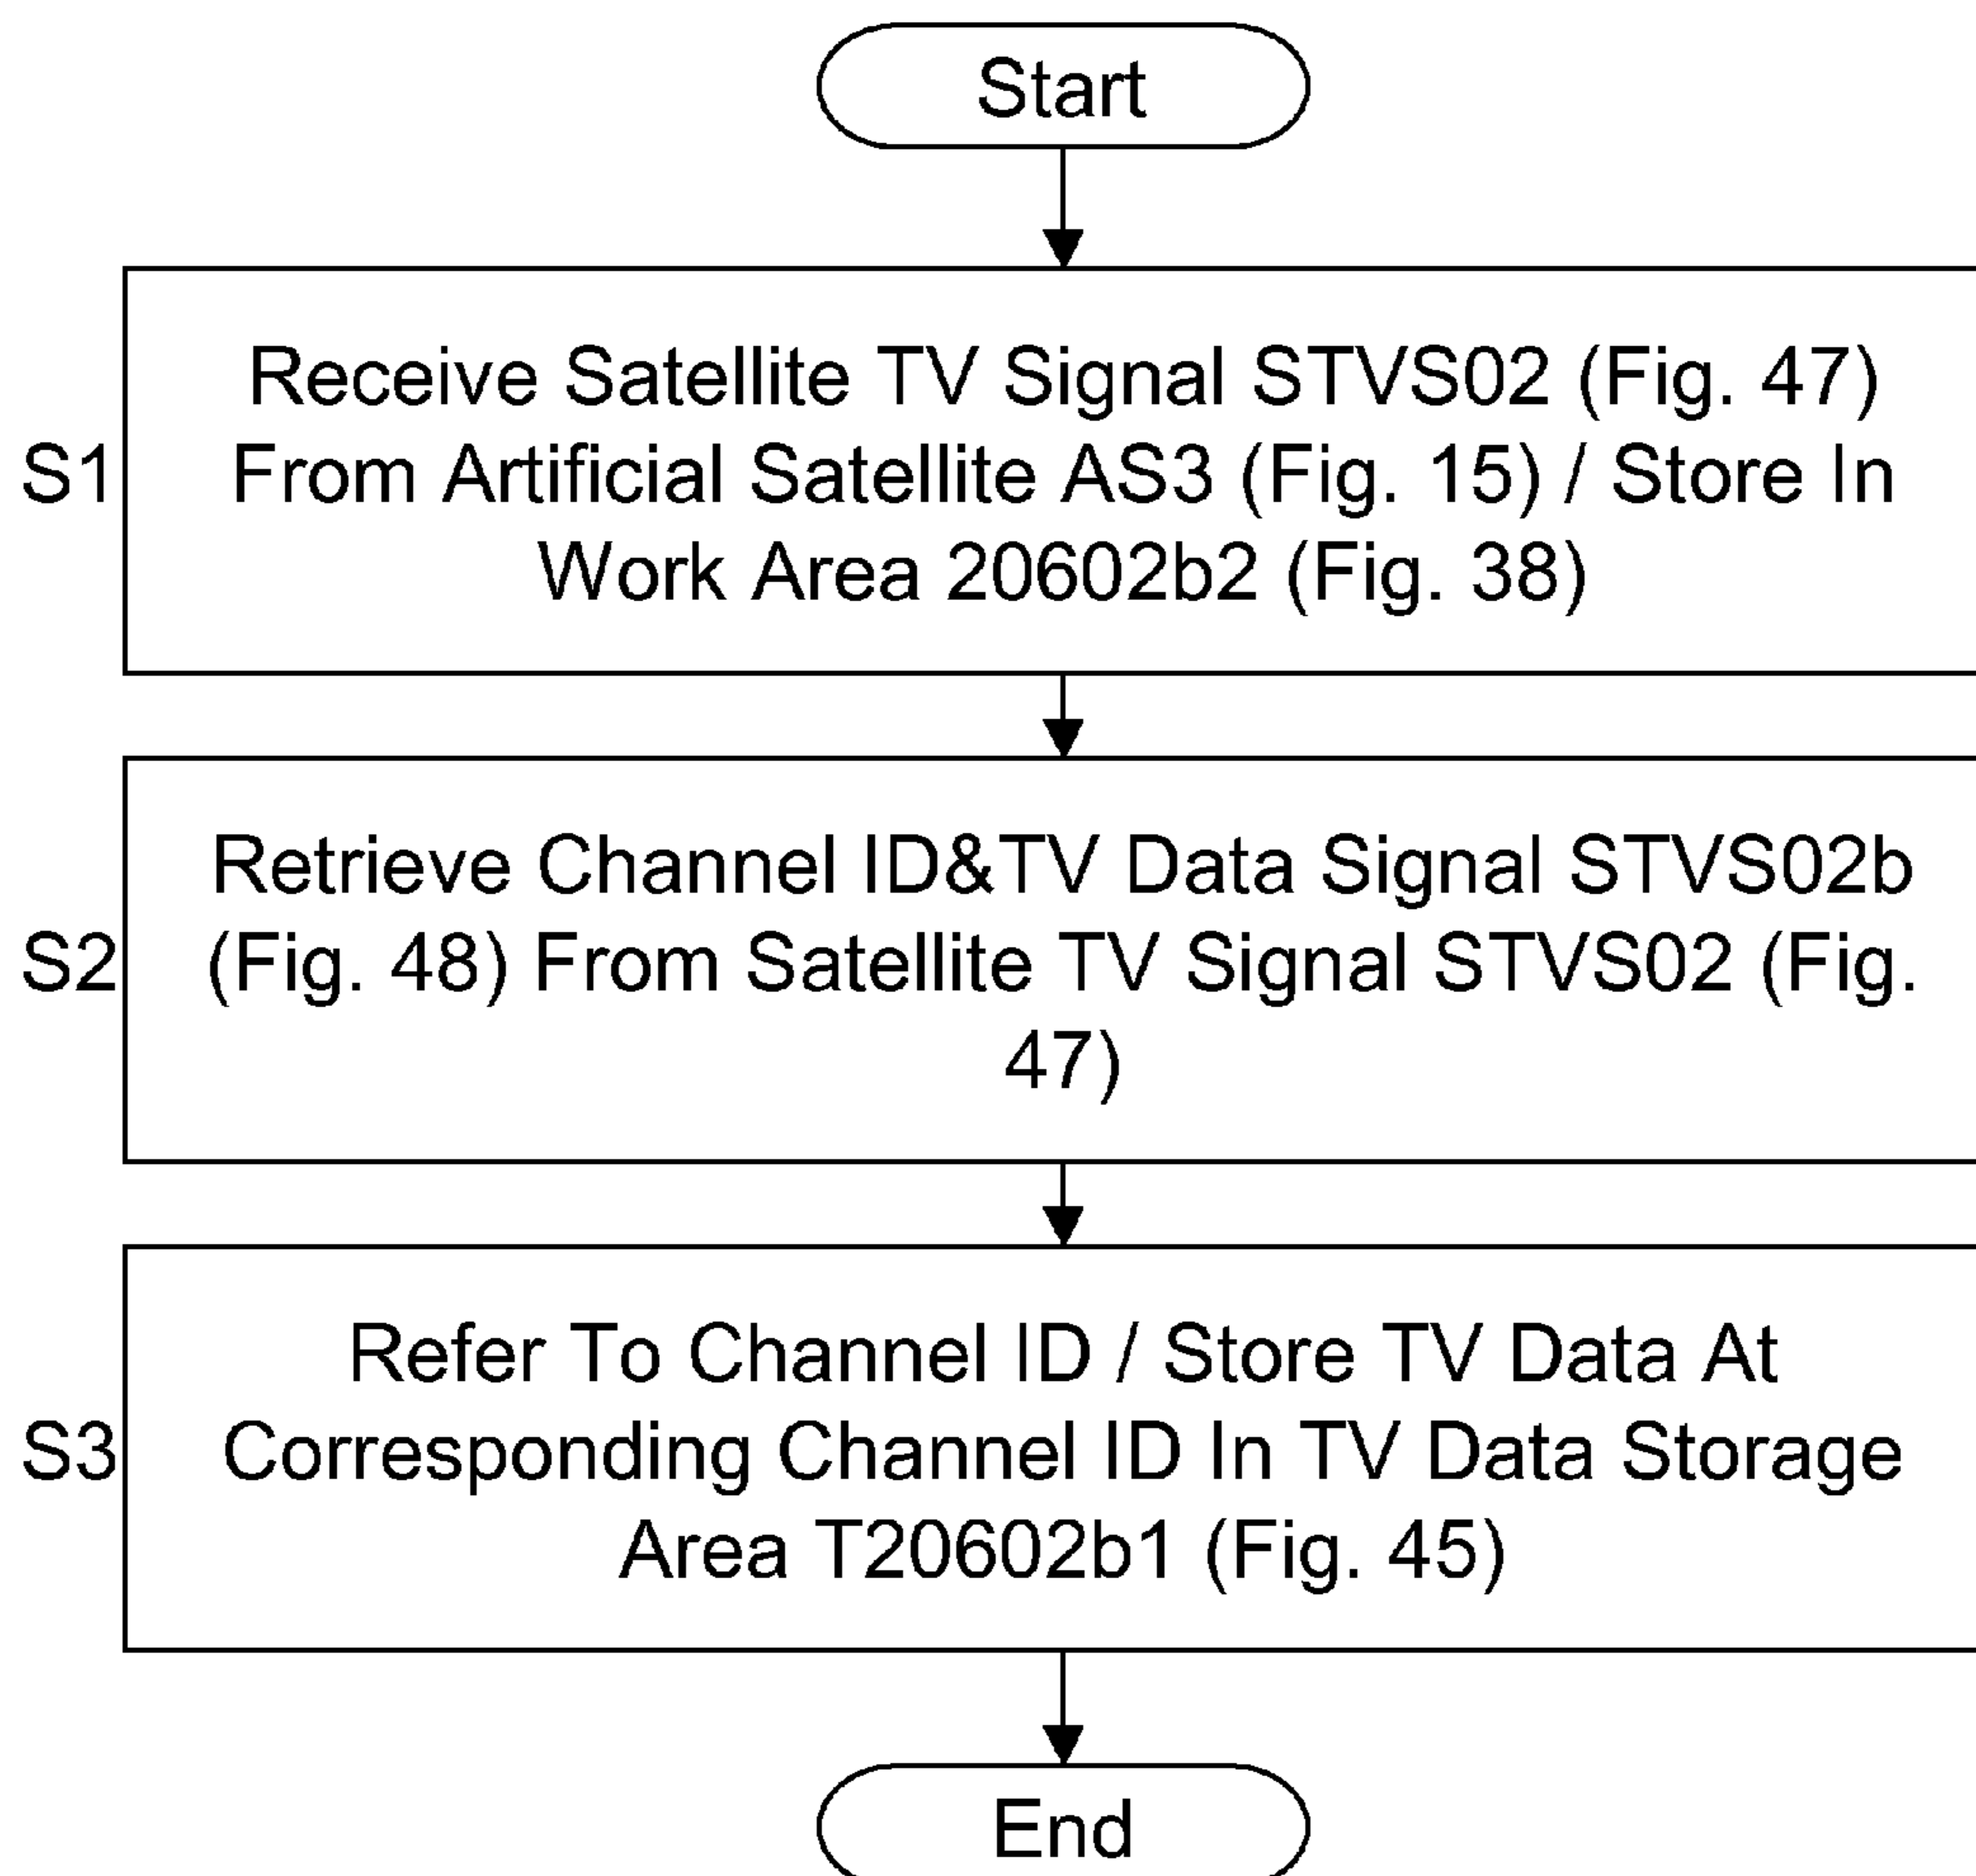 Start
Receive Satellite TV Signal STVS02 (Fig. 47)
S1
From Artificial Satellite AS3 (Fig. 15) / Store In
Work Area 20602b2 (Fig. 38)
Retrieve Channel ID&TV Data Signal STVS02b
S2
(Fig. 48) From Satellite TV Signal STVS02 (Fig.
47)
Refer To Channel ID / Store TV Data At
S3
Corresponding Channel ID In TV Data Storage
Area T20602b1 (Fig. 45)
End